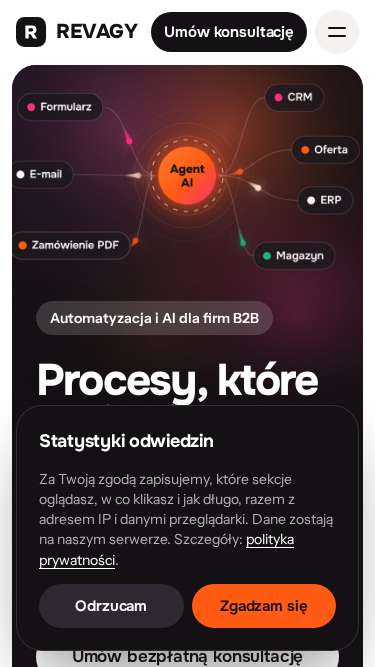 R REVAGY Umów konsultację
Formularz
CRM
Agent
AI
Oferta
E-mail
ERP
Zamówienie PDF
Magazyn
Automatyzacja i AI dla firm B2B
Procesy, które
Statystyki odwiedzin
Za Twoją zgodą zapisujemy, które sekcje
oglądasz, w co klikasz i jak długo, razem z
adresem IP i danymi przeglądarki. Dane zostają
na naszym serwerze. Szczegóły: polityka
prywatności.
Odrzucam Zgadzam się
Umów bezpłatną konsultację